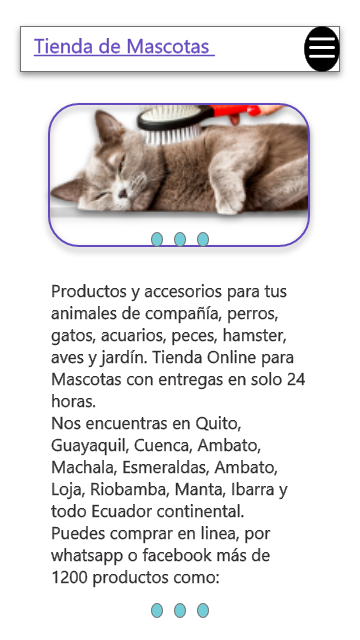 Tienda de Mascotas
Productos y accesorios para tus
animales de compañía, perros,
gatos, acuarios, peces, hamster,
aves y jardín. Tienda Online para
Mascotas con entregas en solo 24
horas.
Nos encuentras en Quito,
Guayaquil, Cuenca, Ambato,
Machala, Esmeraldas, Ambato,
Loja, Riobamba, Manta, Ibarra y
todo Ecuador continental.
Puedes comprar en linea, por
whatsapp o facebook más de
1200 productos como: